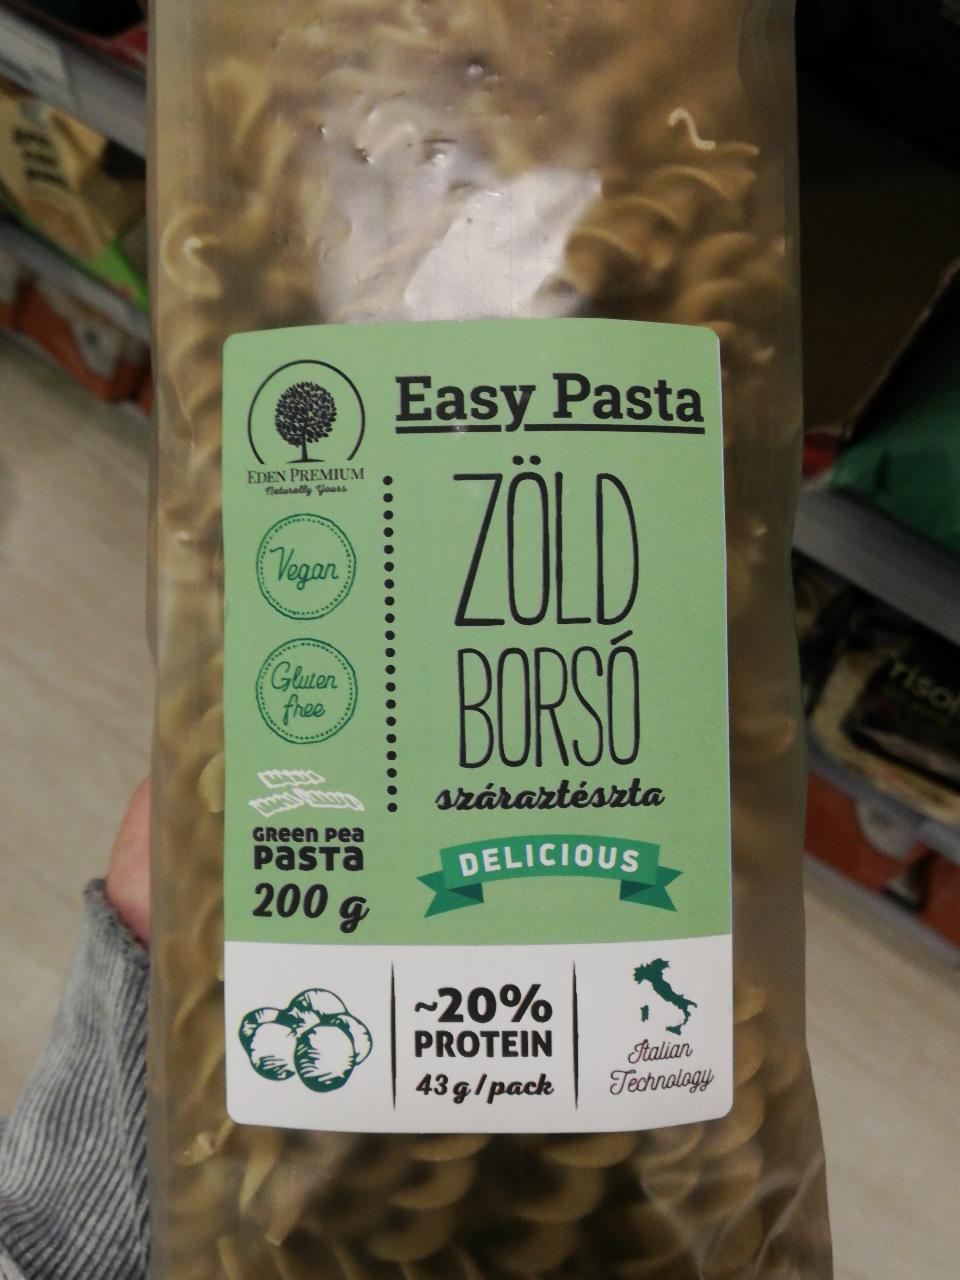 Easy Pasta
EDEN PREMIUM
Naturally Yours
Vegan
Gluten
free
GREEN PEA
PASTA
200 g
ZÖLD
BORSÓ
száraztészta
DELICIOUS
~20%
PROTEIN
43 g / pack
Italian
Technology